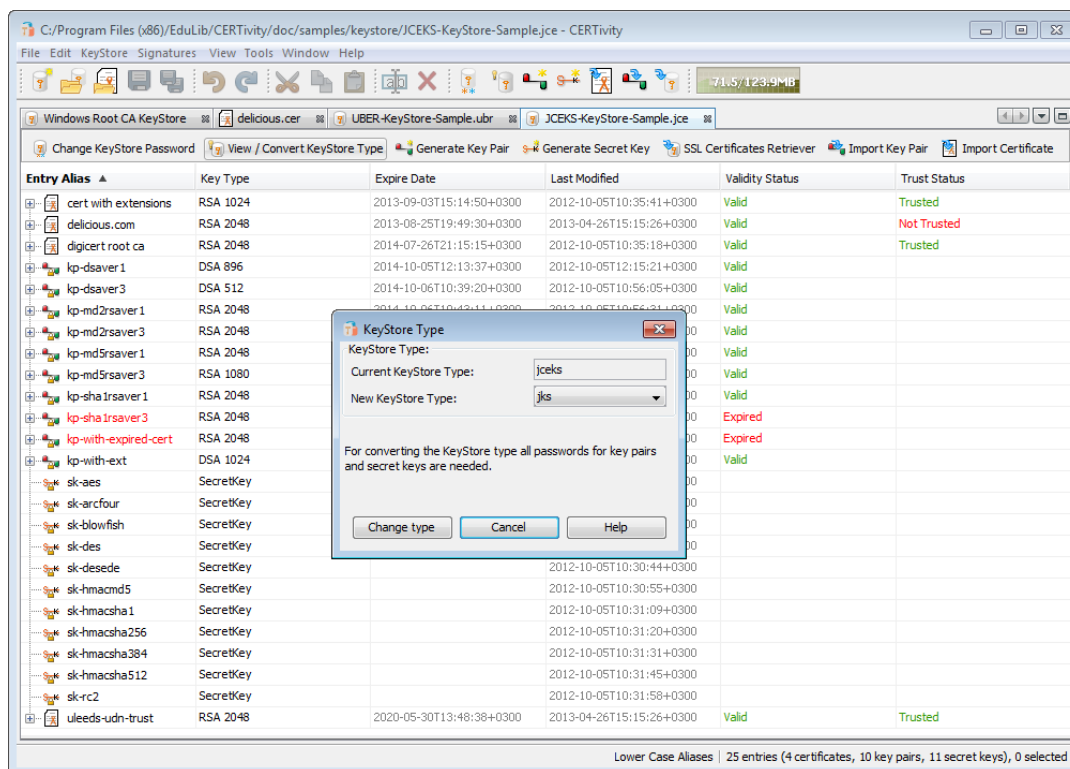 C:/Program Files (x86)/EduLib/CERTivity/doc/samples/keystore/JCEKS-KeyStore-Sample.jce - CERTivity
File Edit KeyStore Signatures View Tools Window Help
71.5/123.9MB
Windows Root CA KeyStore delicious.cer UBER-KeyStore-Sample.ubr JCEKS-KeyStore-Sample.jce
Change KeyStore Password View / Convert KeyStore Type Generate Key Pair Generate Secret Key SSL Certificates Retriever Import Key Pair Import Certificate
Entry Alias Key Type Expire Date Last Modified Validity Status Trust Status
cert with extensions RSA 1024 2013-09-03T15:14:50+0300 2012-10-05T10:35:41+0300 Valid Trusted
delicious.com RSA 2048 2013-08-25T19:49:30+0300 2013-04-26T15:15:26+0300 Valid Not Trusted
digicert root ca RSA 2048 2014-07-26T21:15:15+0300 2012-10-05T10:35:18+0300 Valid Trusted
kp-dsaver1 DSA 896 2014-10-05T12:13:37+0300 2012-10-05T12:15:21+0300 Valid
kp-dsaver3 DSA 512 2014-10-06T10:39:20+0300 2012-10-05T10:56:05+0300 Valid
kp-md2rsaver1 RSA 2048 2014-10-06T10:43:11+0300 2012-10-05T10:56:31+0300 Valid
kp-md2rsaver3 RSA 2048 Valid
kp-md5rsaver1 RSA 2048 Valid
kp-md5rsaver3 RSA 1080 Valid
kp-sha1rsaver1 RSA 2048 Valid
kp-sha1rsaver3 RSA 2048 Expired
kp-with-expired-cert RSA 2048 Expired
kp-with-ext DSA 1024 Valid
sk-aes SecretKey
sk-arcfour SecretKey
sk-blowfish SecretKey
sk-des SecretKey
sk-desede SecretKey 2012-10-05T10:30:44+0300
sk-hmacmd5 SecretKey 2012-10-05T10:30:55+0300
sk-hmacsha1 SecretKey 2012-10-05T10:31:09+0300
sk-hmacsha256 SecretKey 2012-10-05T10:31:20+0300
sk-hmacsha384 SecretKey 2012-10-05T10:31:31+0300
sk-hmacsha512 SecretKey 2012-10-05T10:31:45+0300
sk-rc2 SecretKey 2012-10-05T10:31:58+0300
uleeds-udn-trust RSA 2048 2020-05-30T13:48:38+0300 2013-04-26T15:15:26+0300 Valid Trusted
KeyStore Type
KeyStore Type:
Current KeyStore Type: jceks
New KeyStore Type: jks
For converting the KeyStore type all passwords for key pairs
and secret keys are needed.
Change type Cancel Help
Lower Case Aliases 25 entries (4 certificates, 10 key pairs, 11 secret keys), 0 selected